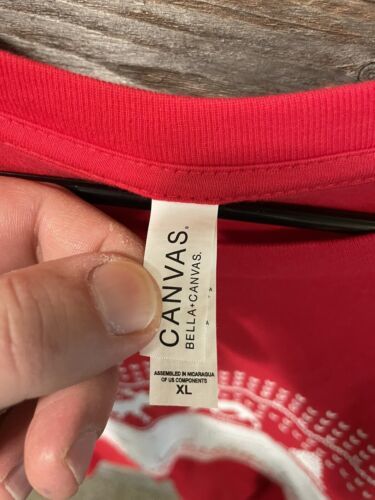 CANVAS®
BELLA+CANVAS.
ASSEMBLED IN NICARAGUA
OF US COMPONENTS
XL